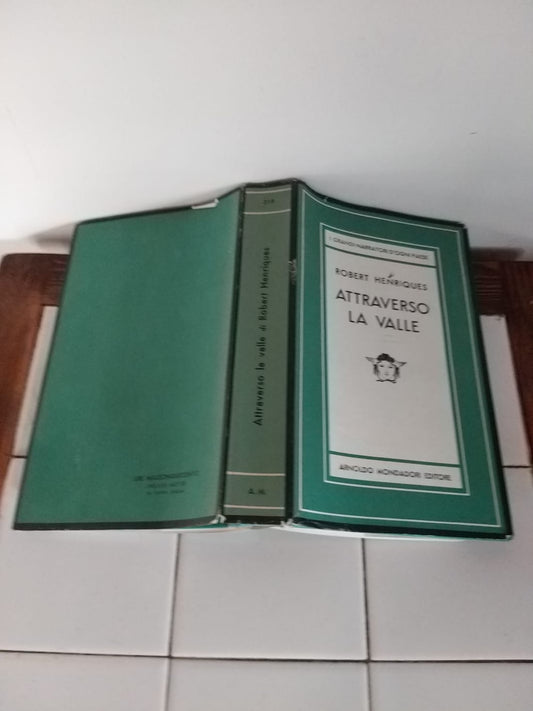 I GRANDI NARRATORI D'OGNI PAESE
ROBERT HENRIQUES
ATTRAVERSO
LA VALLE
ARNOLDO MONDADORI EDITORE
Attraverso la valle di Robert Henriques
A. M.